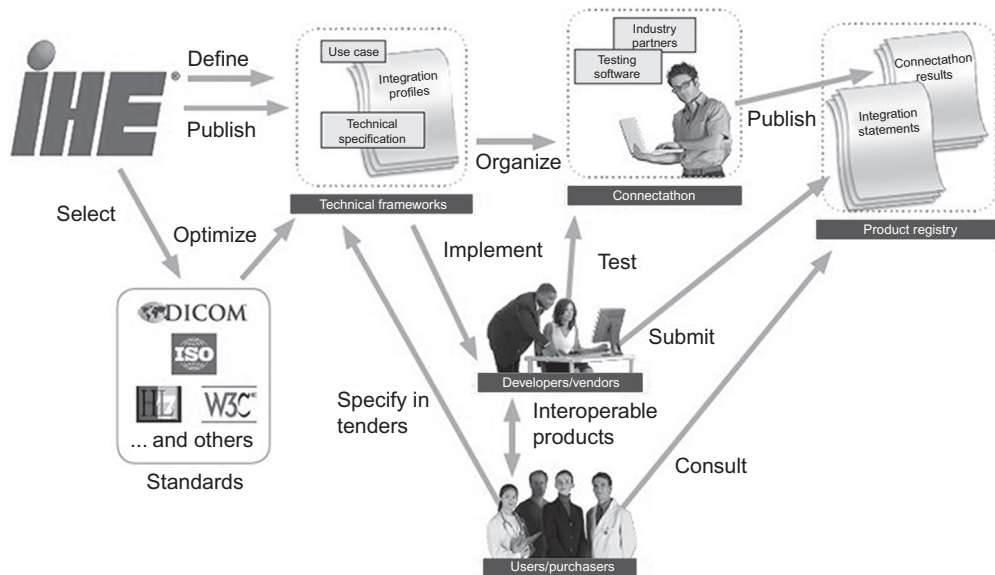 iHE®
Define
Publish
Use case
Integration
profiles
Technical
specification
Technical frameworks
Organize
Industry
partners
Testing
software
Connectathon
Publish
Connectathon
results
Integration
statements
Product registry
Select
Optimize
DICOM
ISO
HL7
W3C
... and others
Standards
Implement
Test
Developers/vendors
Submit
Specify in
tenders
Interoperable
products
Consult
Users/purchasers